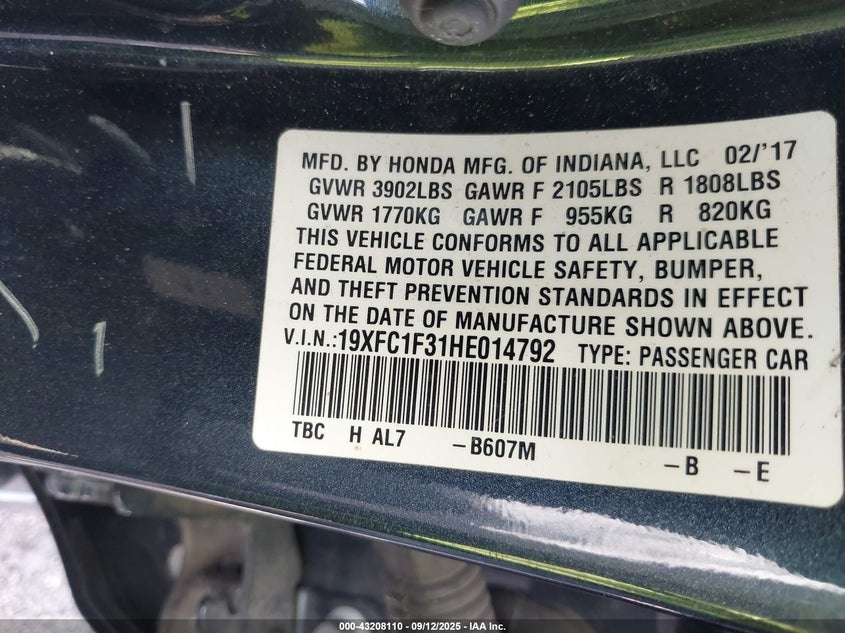 MFD. BY HONDA MFG. OF INDIANA, LLC 02/'17
GVWR 3902LBS GAWR F 2105LBS R 1808LBS
GVWR 1770KG GAWR F 955KG R 820KG
THIS VEHICLE CONFORMS TO ALL APPLICABLE
FEDERAL MOTOR VEHICLE SAFETY, BUMPER,
AND THEFT PREVENTION STANDARDS IN EFFECT
ON THE DATE OF MANUFACTURE SHOWN ABOVE.
V.I.N.:19XFC1F31HE014792 TYPE: PASSENGER CAR
TBC H AL7 -B607M -B -E
000-43208110 - 09/12/2025 - IAA Inc.